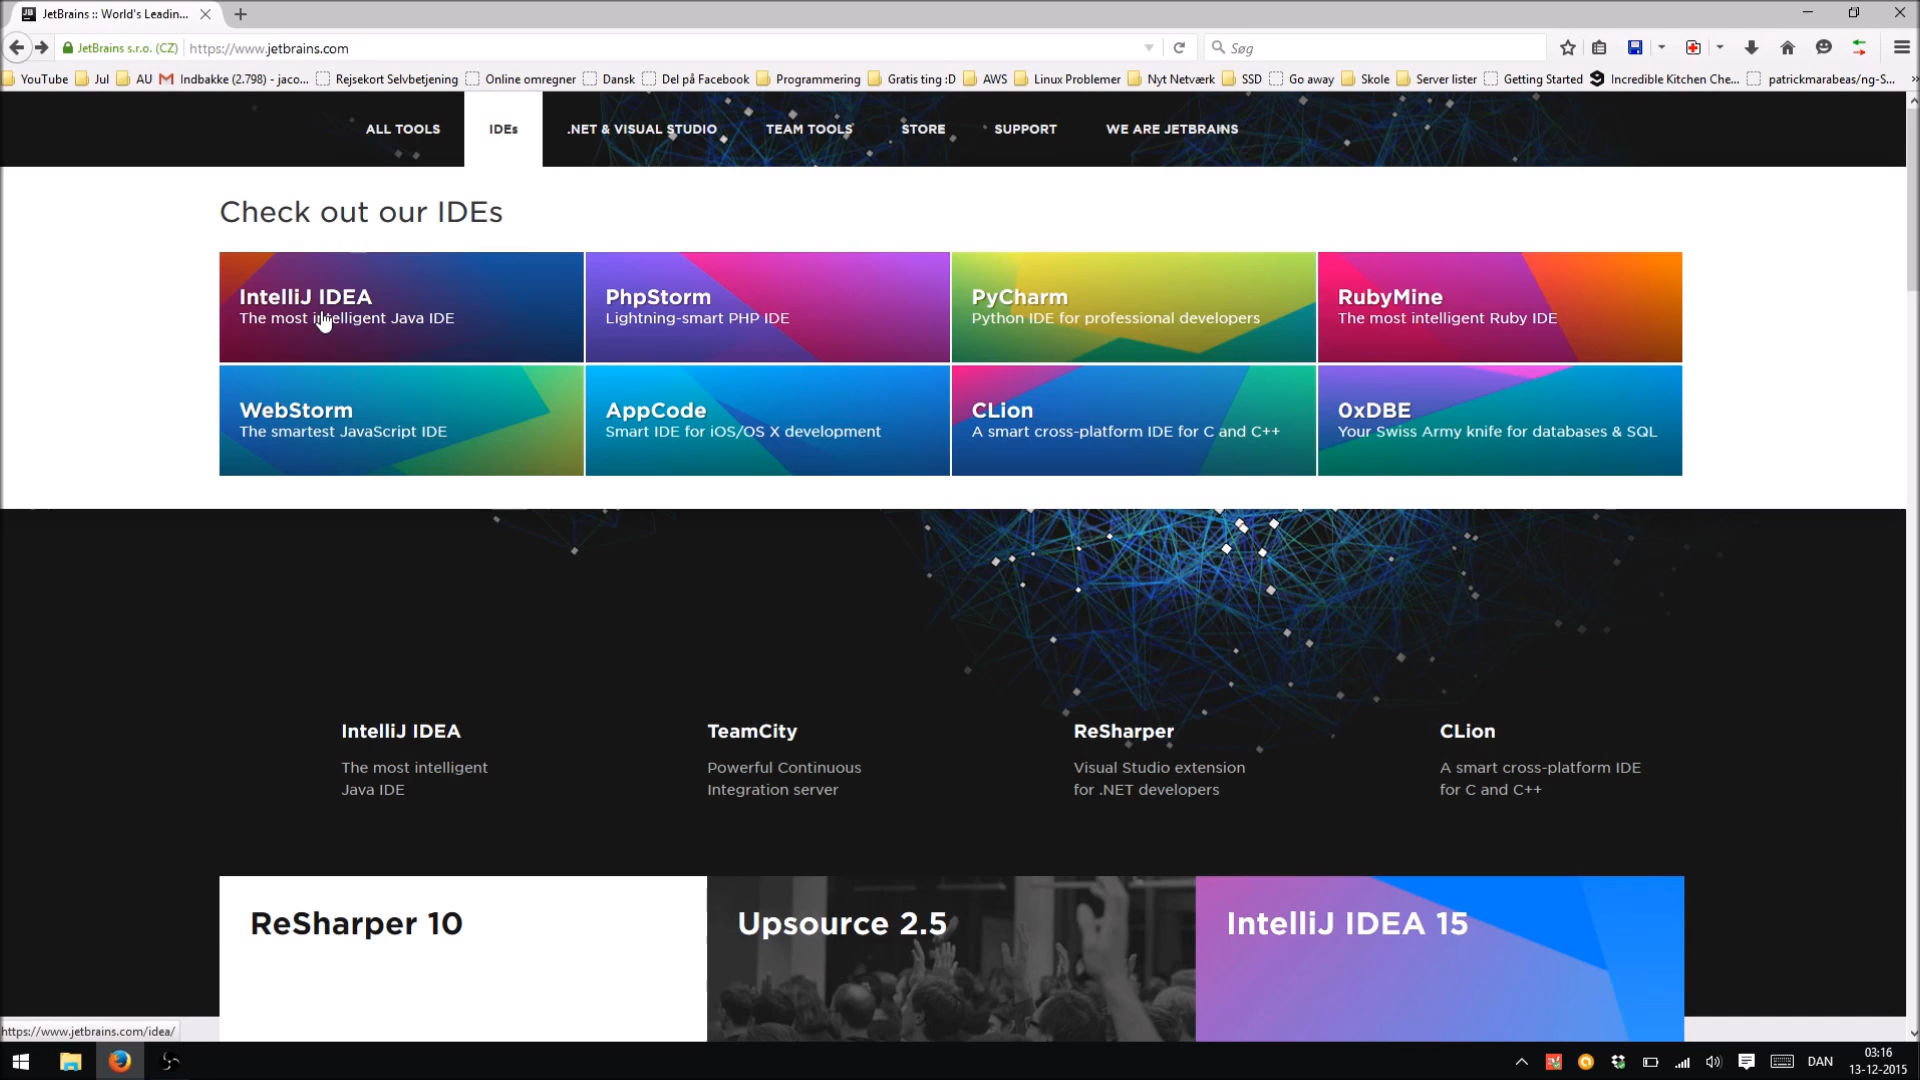 JetBrains :: World's Leadin...
JetBrains s.r.o. (CZ) https://www.jetbrains.com
Søg
YouTube Jul AU Indbakke (2.798) - jaco... Rejsekort Selvbetjening Online omregner Dansk Del på Facebook Programmering Gratis ting :D AWS Linux Problemer Nyt Netværk SSD Go away Skole Server lister Getting Started Incredible Kitchen Che... patrickmarabeas/ng-S...
ALL TOOLS IDEs .NET & VISUAL STUDIO TEAM TOOLS STORE SUPPORT WE ARE JETBRAINS
Check out our IDEs
IntelliJ IDEA
The most intelligent Java IDE
PhpStorm
Lightning-smart PHP IDE
PyCharm
Python IDE for professional developers
RubyMine
The most intelligent Ruby IDE
WebStorm
The smartest JavaScript IDE
AppCode
Smart IDE for iOS/OS X development
CLion
A smart cross-platform IDE for C and C++
0xDBE
Your Swiss Army knife for databases & SQL
IntelliJ IDEA
The most intelligent
Java IDE
TeamCity
Powerful Continuous
Integration server
ReSharper
Visual Studio extension
for .NET developers
CLion
A smart cross-platform IDE
for C and C++
ReSharper 10
Upsource 2.5
IntelliJ IDEA 15
https://www.jetbrains.com/idea/
DAN
03:16
13-12-2015